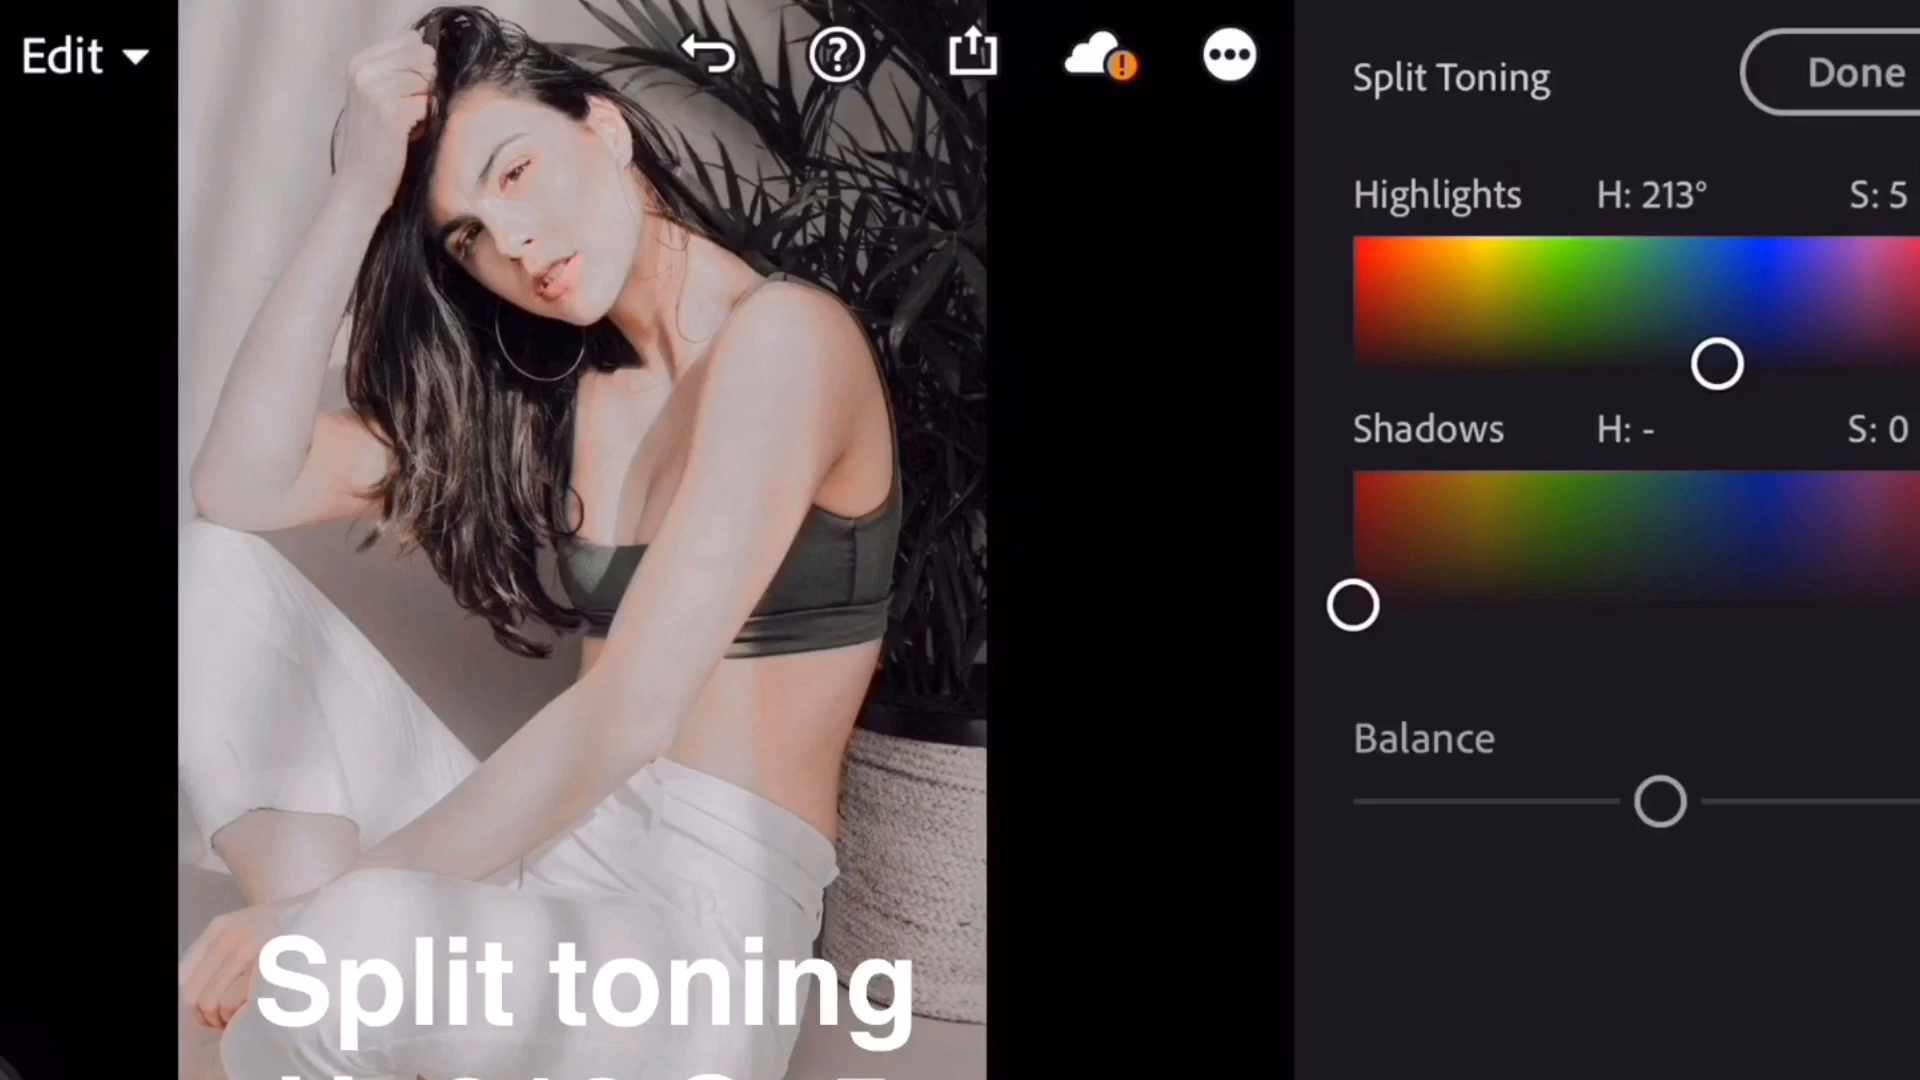 Edit
Split Toning
Done
Highlights H: 213° S: 5
Shadows H: - S: 0
Balance
Split toning